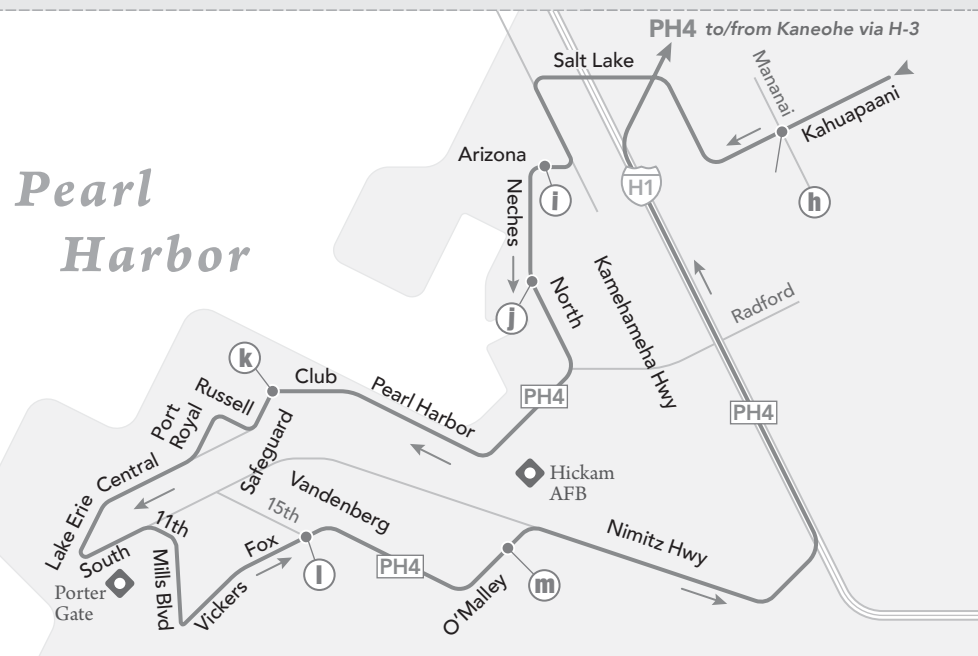 PH4 to/from Kaneohe via H-3
Salt Lake
Mananai
Kahuapaani
Arizona
Pearl
Harbor
H1
i
h
Neches
Kamehameha Hwy
North
j
Radford
k
Club
Pearl Harbor
PH4
PH4
Russell
Port
Royal
Safeguard
Central
Hickam
AFB
Lake Erie
Vandenberg
15th
11th
South
Fox
Nimitz Hwy
PH4
l
m
Mills Blvd
Porter
Gate
Vickers
O'Malley